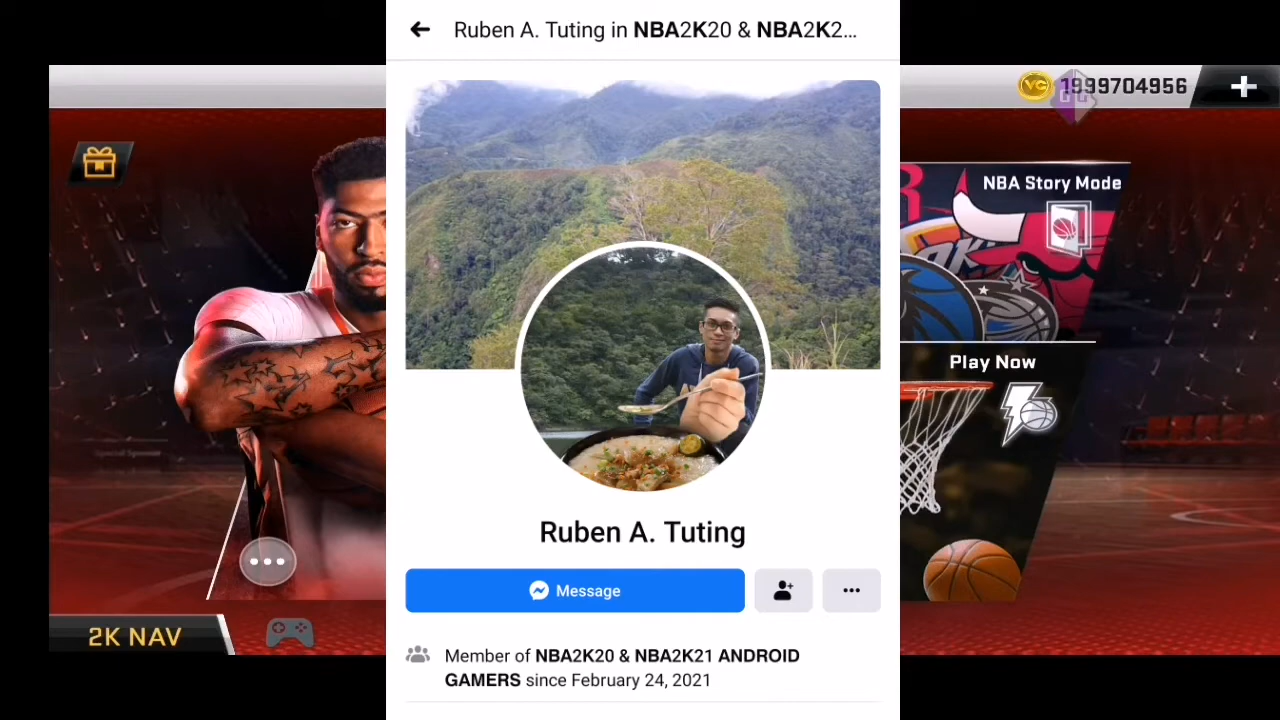 Ruben A. Tuting in NBA2K20 & NBA2K2...
VC 1999704956
NBA Story Mode
Play Now
Ruben A. Tuting
Message
2K NAV
Member of NBA2K20 & NBA2K21 ANDROID
GAMERS since February 24, 2021